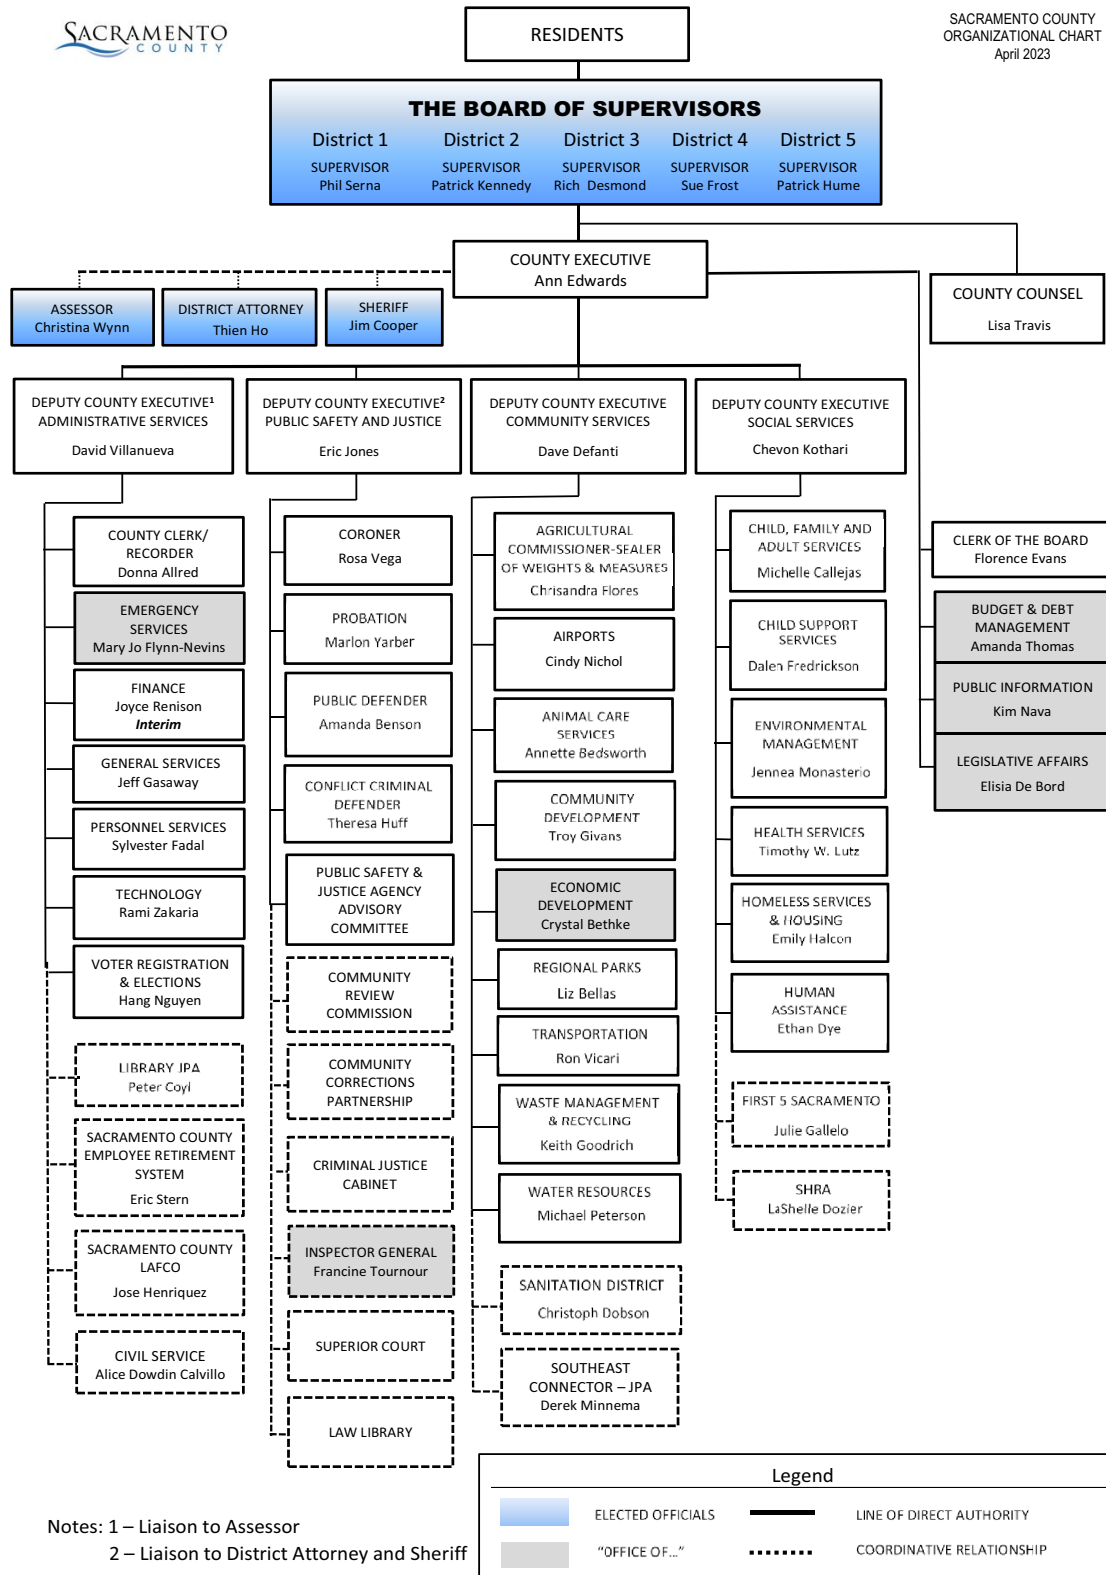 SACRAMENTO
COUNTY
SACRAMENTO COUNTY
ORGANIZATIONAL CHART
April 2023
RESIDENTS
THE BOARD OF SUPERVISORS
District 1
SUPERVISOR
Phil Serna
District 2
SUPERVISOR
Patrick Kennedy
District 3
SUPERVISOR
Rich Desmond
District 4
SUPERVISOR
Sue Frost
District 5
SUPERVISOR
Patrick Hume
COUNTY EXECUTIVE
Ann Edwards
COUNTY COUNSEL
Lisa Travis
ASSESSOR
Christina Wynn
DISTRICT ATTORNEY
Thien Ho
SHERIFF
Jim Cooper
DEPUTY COUNTY EXECUTIVE¹
ADMINISTRATIVE SERVICES
David Villanueva
DEPUTY COUNTY EXECUTIVE²
PUBLIC SAFETY AND JUSTICE
Eric Jones
DEPUTY COUNTY EXECUTIVE
COMMUNITY SERVICES
Dave Defanti
DEPUTY COUNTY EXECUTIVE
SOCIAL SERVICES
Chevon Kothari
COUNTY CLERK/
RECORDER
Donna Allred
EMERGENCY
SERVICES
Mary Jo Flynn-Nevins
FINANCE
Joyce Renison
Interim
GENERAL SERVICES
Jeff Gasaway
PERSONNEL SERVICES
Sylvester Fadal
TECHNOLOGY
Rami Zakaria
VOTER REGISTRATION
& ELECTIONS
Hang Nguyen
LIBRARY JPA
Peter Coyl
SACRAMENTO COUNTY
EMPLOYEE RETIREMENT
SYSTEM
Eric Stern
SACRAMENTO COUNTY
LAFCO
Jose Henriquez
CIVIL SERVICE
Alice Dowdin Calvillo
CORONER
Rosa Vega
PROBATION
Marlon Yarber
PUBLIC DEFENDER
Amanda Benson
CONFLICT CRIMINAL
DEFENDER
Theresa Huff
PUBLIC SAFETY &
JUSTICE AGENCY
ADVISORY
COMMITTEE
COMMUNITY
REVIEW
COMMISSION
COMMUNITY
CORRECTIONS
PARTNERSHIP
CRIMINAL JUSTICE
CABINET
INSPECTOR GENERAL
Francine Tournour
SUPERIOR COURT
LAW LIBRARY
AGRICULTURAL
COMMISSIONER-SEALER
OF WEIGHTS & MEASURES
Chrisandra Flores
AIRPORTS
Cindy Nichol
ANIMAL CARE
SERVICES
Annette Bedsworth
COMMUNITY
DEVELOPMENT
Troy Givans
ECONOMIC
DEVELOPMENT
Crystal Bethke
REGIONAL PARKS
Liz Bellas
TRANSPORTATION
Ron Vicari
WASTE MANAGEMENT
& RECYCLING
Keith Goodrich
WATER RESOURCES
Michael Peterson
SANITATION DISTRICT
Christoph Dobson
SOUTHEAST
CONNECTOR – JPA
Derek Minnema
CHILD, FAMILY AND
ADULT SERVICES
Michelle Callejas
CHILD SUPPORT
SERVICES
Dalen Fredrickson
ENVIRONMENTAL
MANAGEMENT
Jennea Monasterio
HEALTH SERVICES
Timothy W. Lutz
HOMELESS SERVICES
& HOUSING
Emily Halcon
HUMAN
ASSISTANCE
Ethan Dye
FIRST 5 SACRAMENTO
Julie Gallelo
SHRA
LaShelle Dozier
CLERK OF THE BOARD
Florence Evans
BUDGET & DEBT
MANAGEMENT
Amanda Thomas
PUBLIC INFORMATION
Kim Nava
LEGISLATIVE AFFAIRS
Elisia De Bord
Notes: 1 – Liaison to Assessor
2 – Liaison to District Attorney and Sheriff
Legend
ELECTED OFFICIALS
LINE OF DIRECT AUTHORITY
"OFFICE OF..."
COORDINATIVE RELATIONSHIP